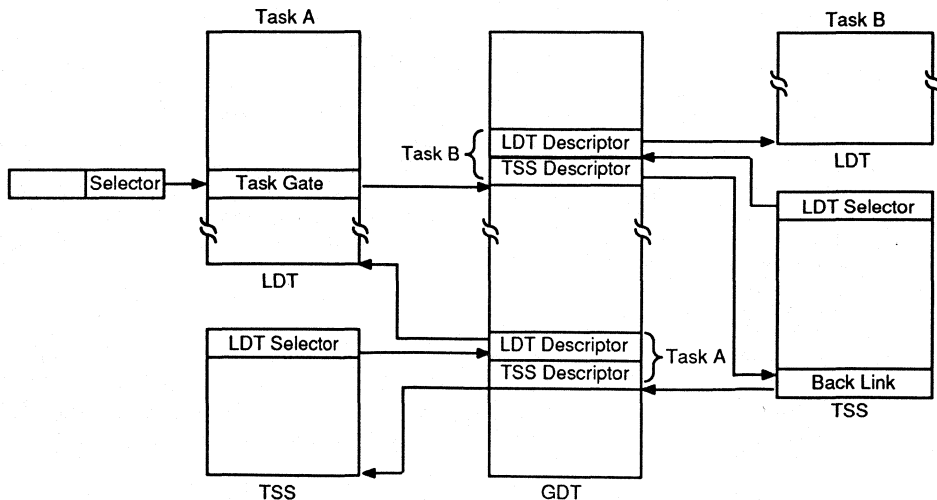 Task A
Task B
LDT Descriptor
Task B
TSS Descriptor
LDT
Selector
Task Gate
LDT Selector
LDT
LDT Selector
LDT Descriptor
Task A
TSS Descriptor
Back Link
TSS
TSS
GDT